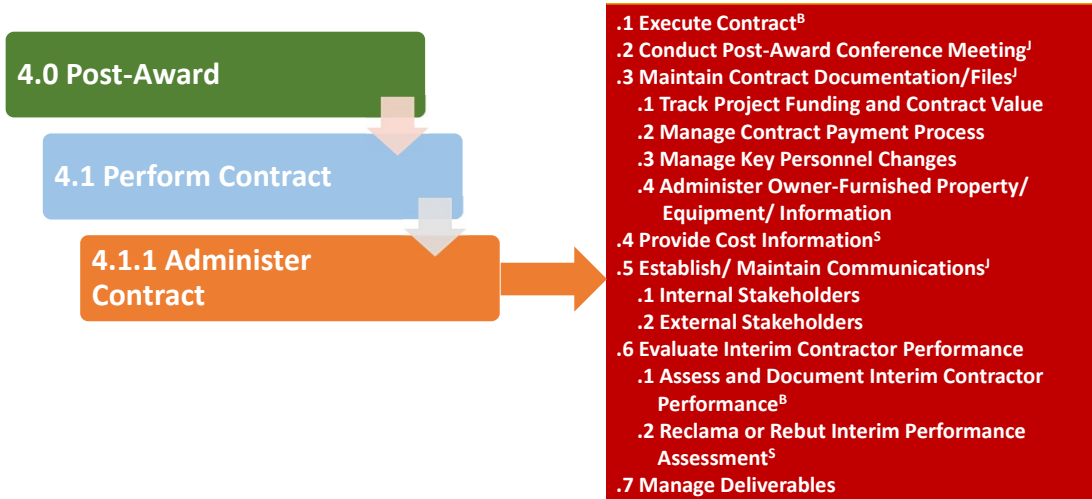 4.0 Post-Award
4.1 Perform Contract
4.1.1 Administer
Contract
.1 Execute Contractᴮ
.2 Conduct Post-Award Conference Meetingᴶ
.3 Maintain Contract Documentation/Filesᴶ
.1 Track Project Funding and Contract Value
.2 Manage Contract Payment Process
.3 Manage Key Personnel Changes
.4 Administer Owner-Furnished Property/
Equipment/ Information
.4 Provide Cost Informationˢ
.5 Establish/ Maintain Communicationsᴶ
.1 Internal Stakeholders
.2 External Stakeholders
.6 Evaluate Interim Contractor Performance
.1 Assess and Document Interim Contractor
Performanceᴮ
.2 Reclama or Rebut Interim Performance
Assessmentˢ
.7 Manage Deliverables